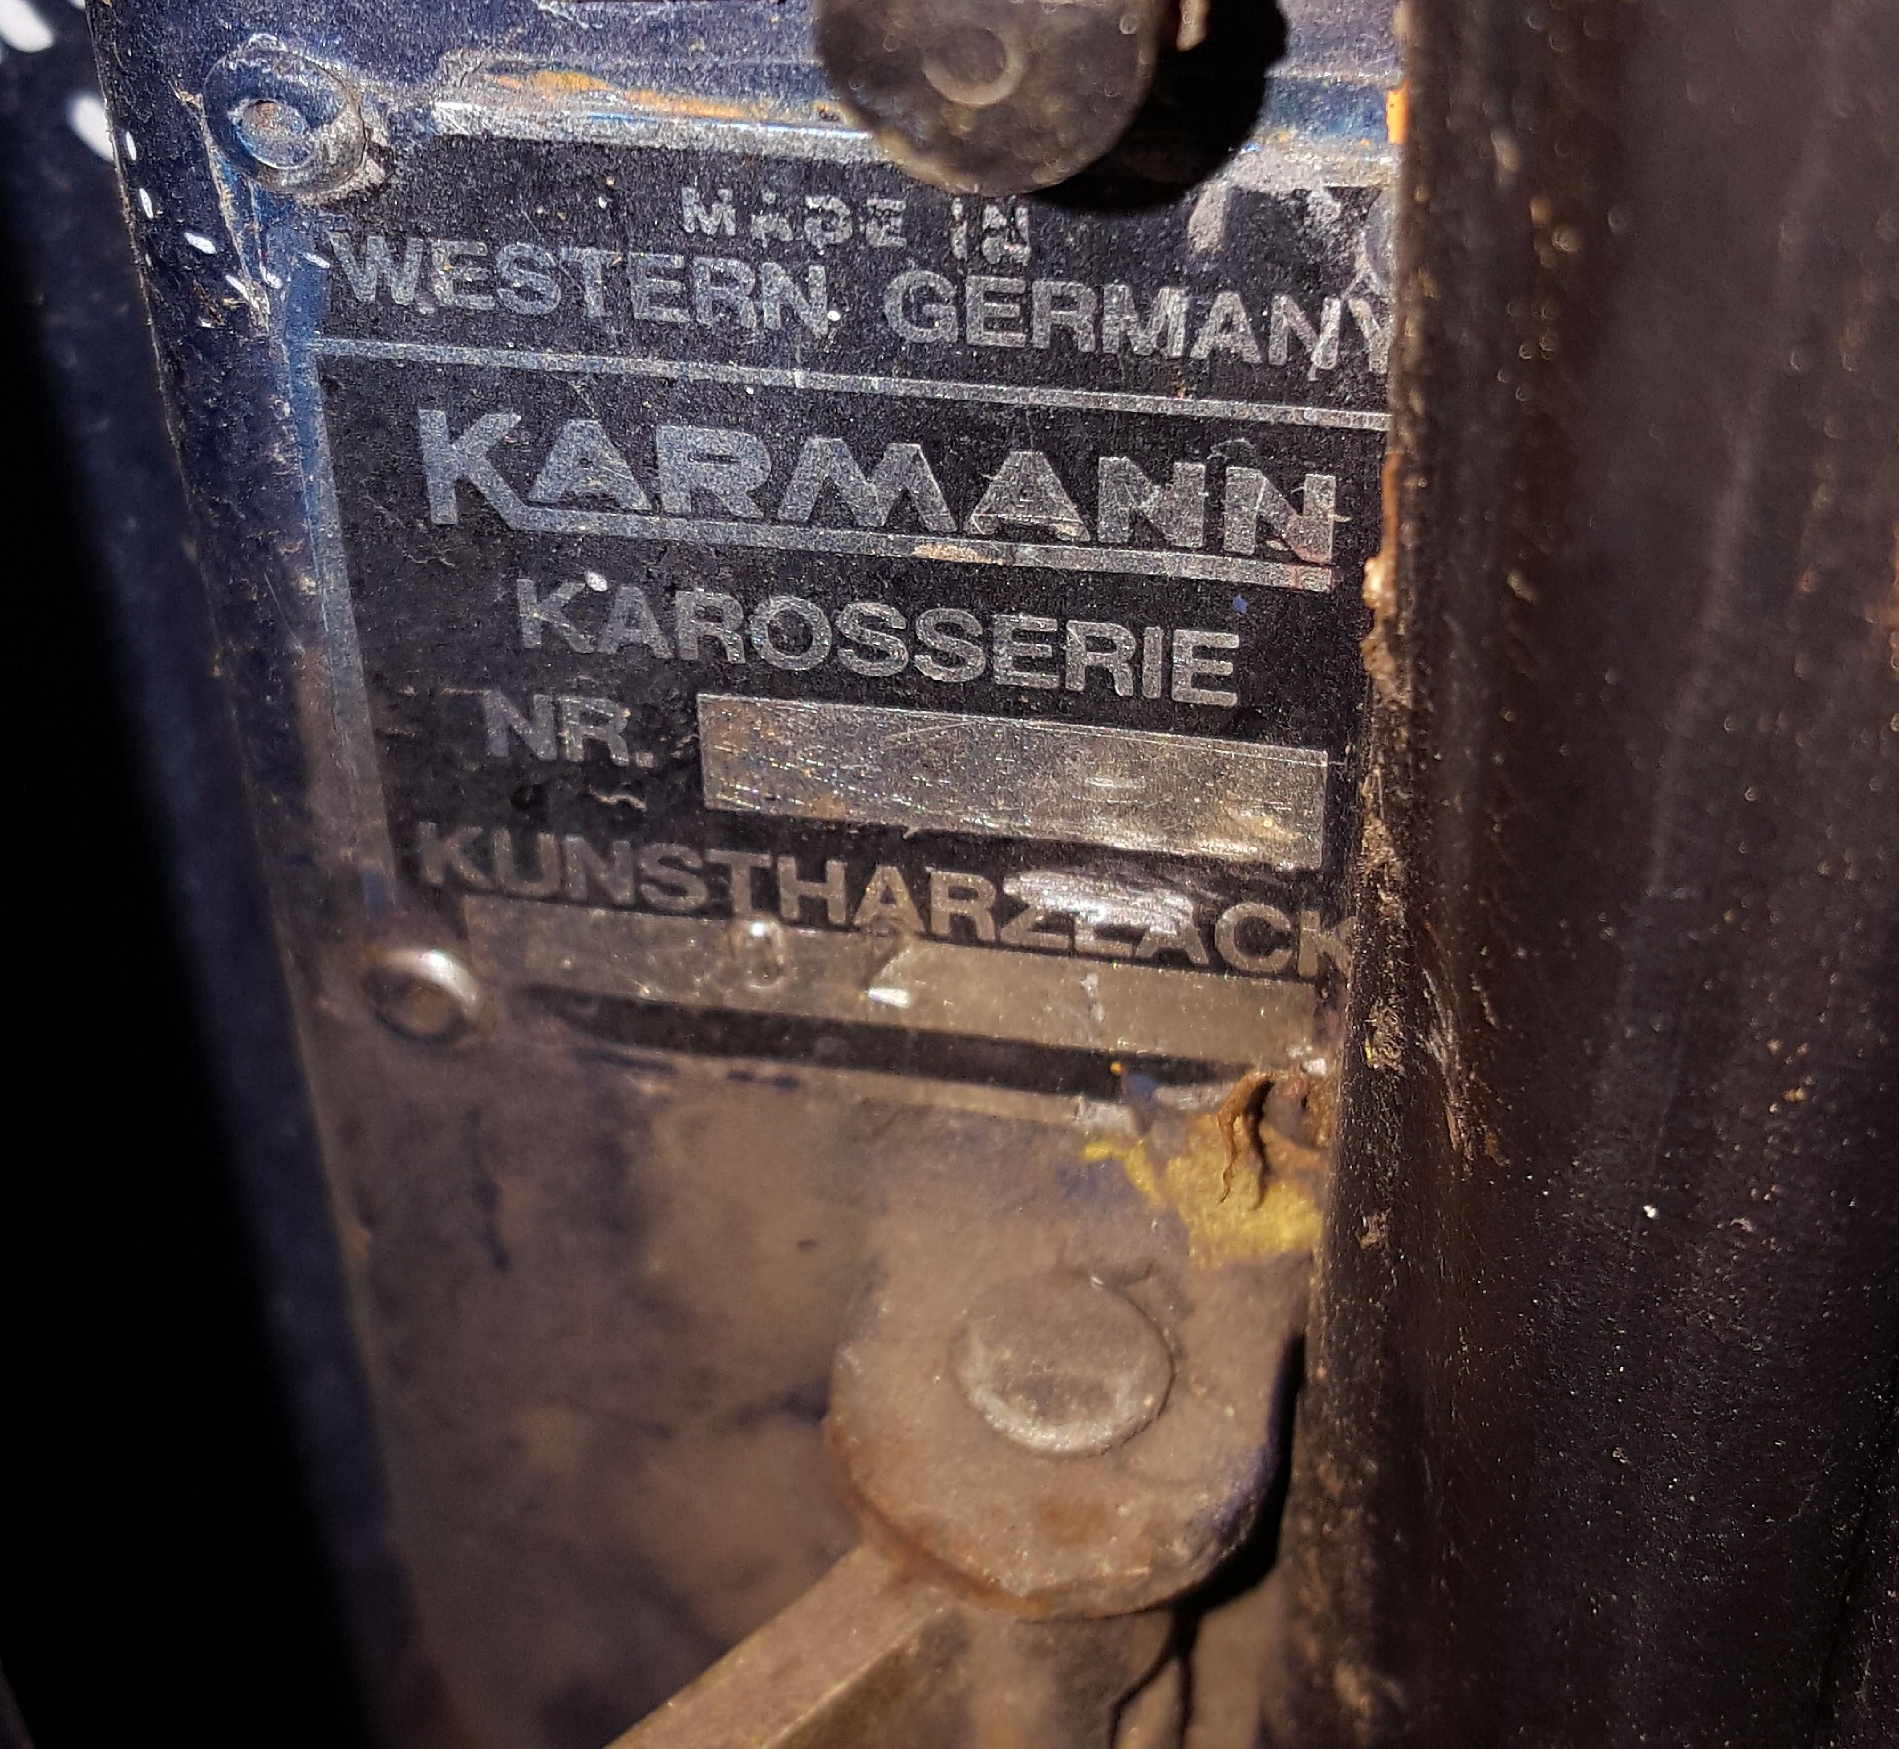 MADE IN
WESTERN GERMANY
KARMANN
KAROSSERIE
NR.
KUNSTHARZLACK